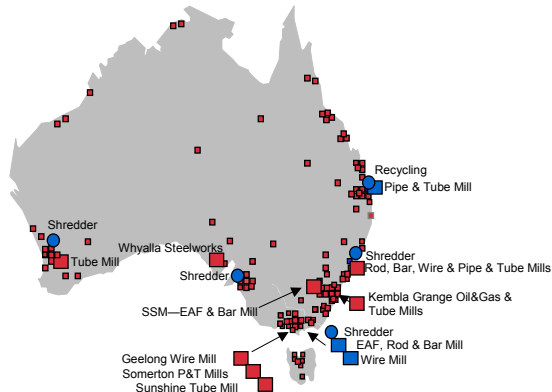 Recycling
Pipe & Tube Mill
Shredder
Tube Mill
Whyalla Steelworks
Shredder
Shredder
Rod, Bar, Wire & Pipe & Tube Mills
SSM—EAF & Bar Mill
Kembla Grange Oil&Gas &
Tube Mills
Shredder
EAF, Rod & Bar Mill
Wire Mill
Geelong Wire Mill
Somerton P&T Mills
Sunshine Tube Mill